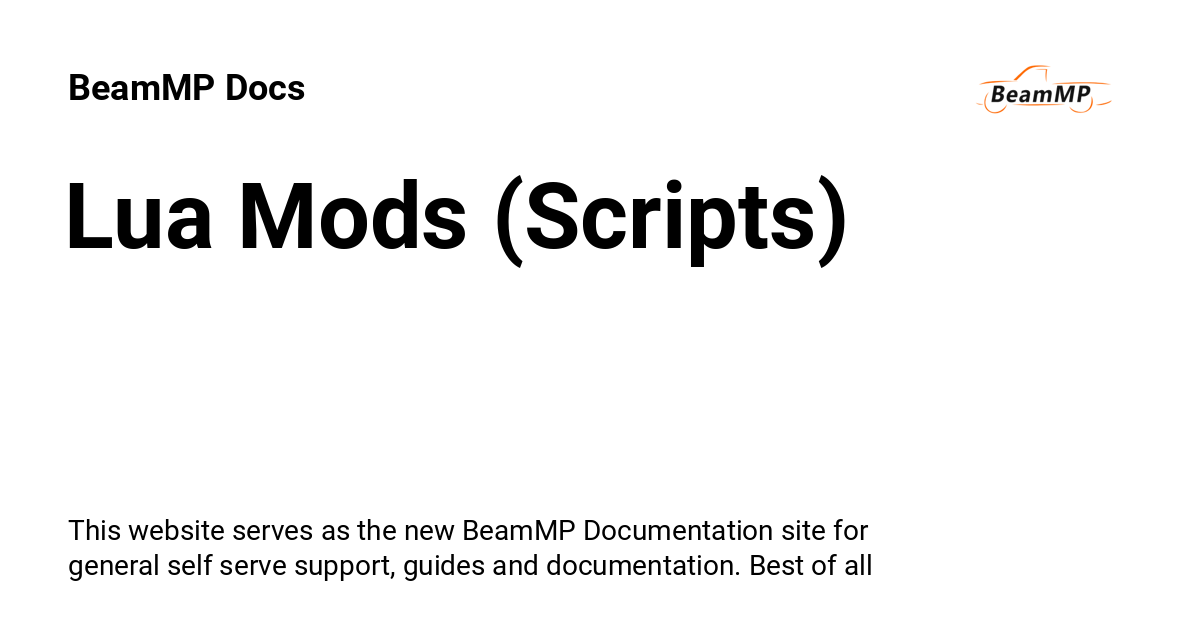 BeamMP Docs
BeamMP
Lua Mods (Scripts)
This website serves as the new BeamMP Documentation site for
general self serve support, guides and documentation. Best of all